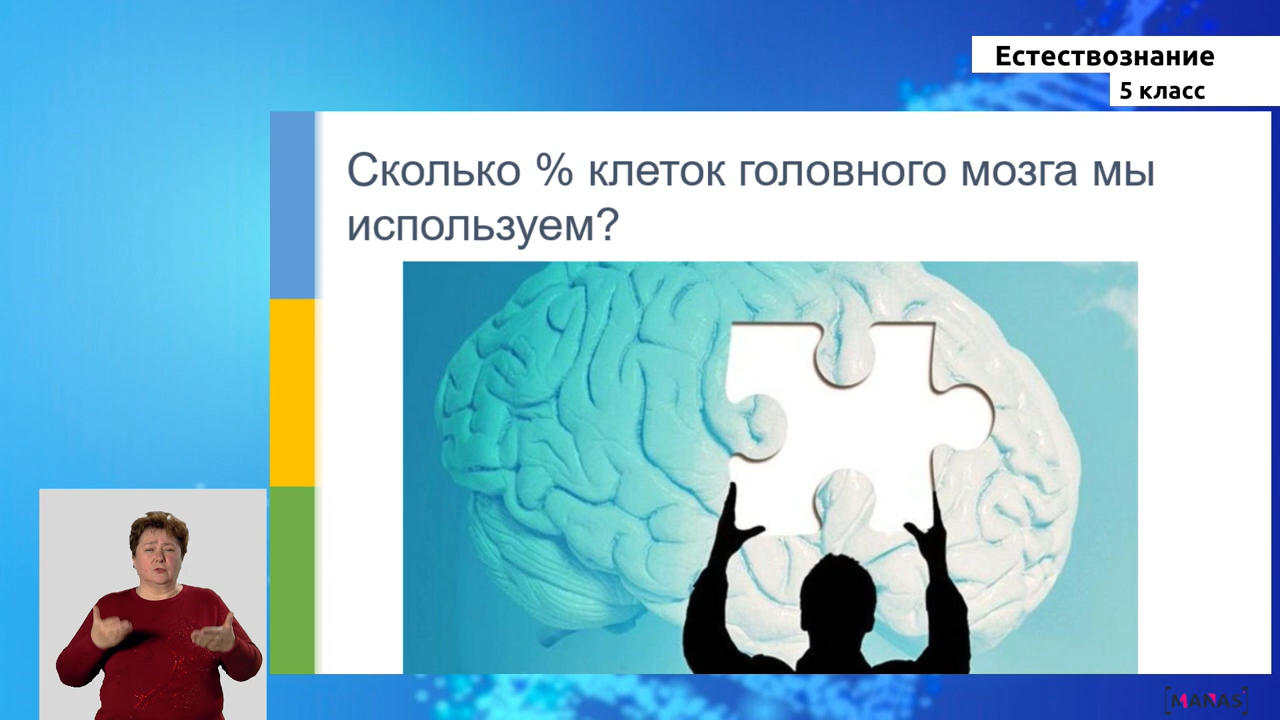 Естествознание
5 класс
Сколько % клеток головного мозга мы
используем?
MANAS